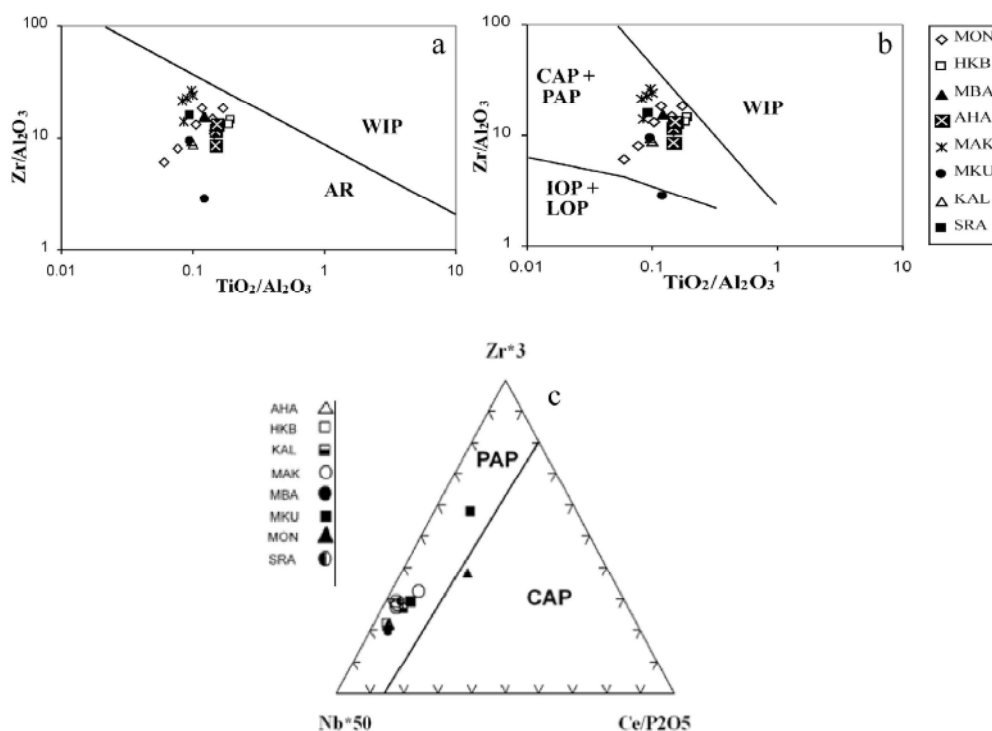 a
100
10
1
Zr/Al₂O₃
WIP
AR
0.01
0.1
1
10
TiO₂/Al₂O₃
b
100
10
1
Zr/Al₂O₃
CAP +
PAP
WIP
IOP +
LOP
0.01
0.1
1
10
TiO₂/Al₂O₃
MON
HKB
MBA
AHA
MAK
MKU
KAL
SRA
Zr*3
c
AHA
HKB
KAL
MAK
MBA
MKU
MON
SRA
PAP
CAP
Nb*50
Ce/P2O5